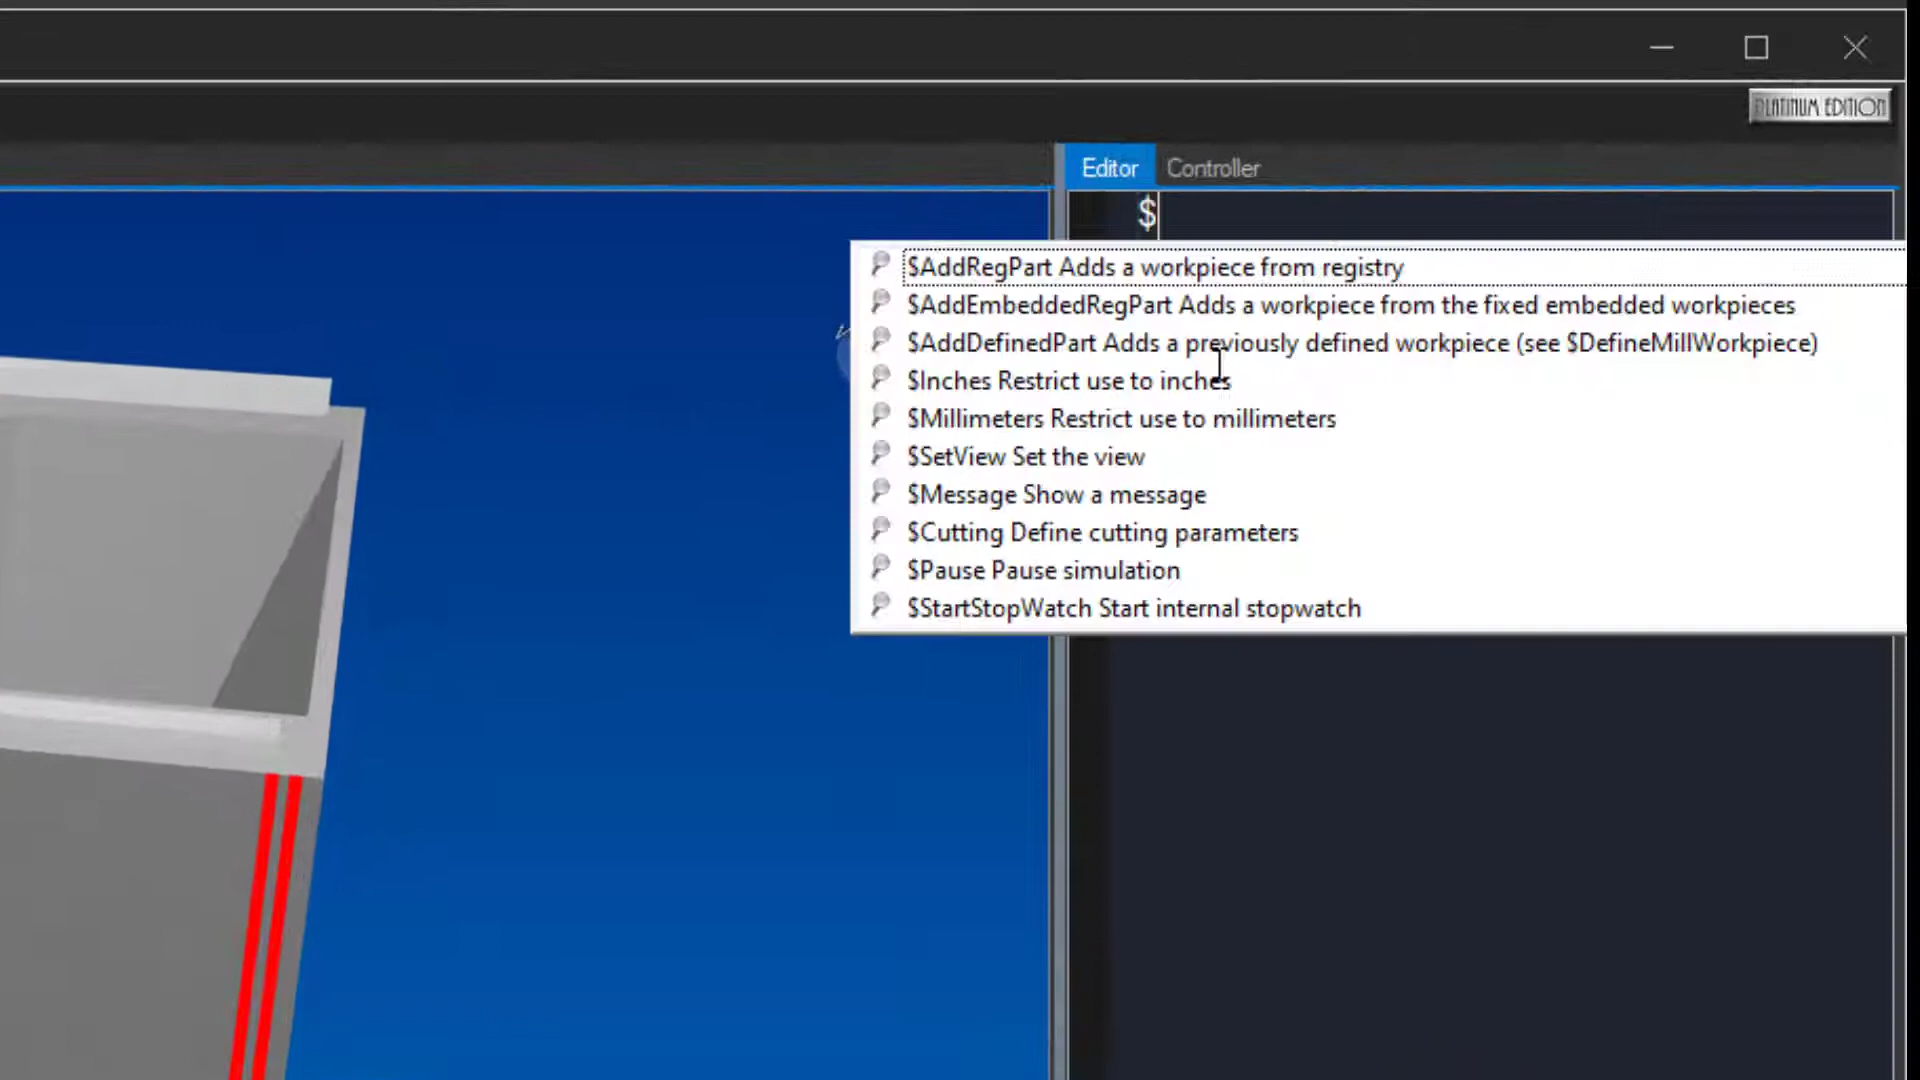 PLATINUM EDITION
Editor Controller
$
$AddRegPart Adds a workpiece from registry
$AddEmbeddedRegPart Adds a workpiece from the fixed embedded workpieces
$AddDefinedPart Adds a previously defined workpiece (see $DefineMillWorkpiece)
$Inches Restrict use to inches
$Millimeters Restrict use to millimeters
$SetView Set the view
$Message Show a message
$Cutting Define cutting parameters
$Pause Pause simulation
$StartStopWatch Start internal stopwatch